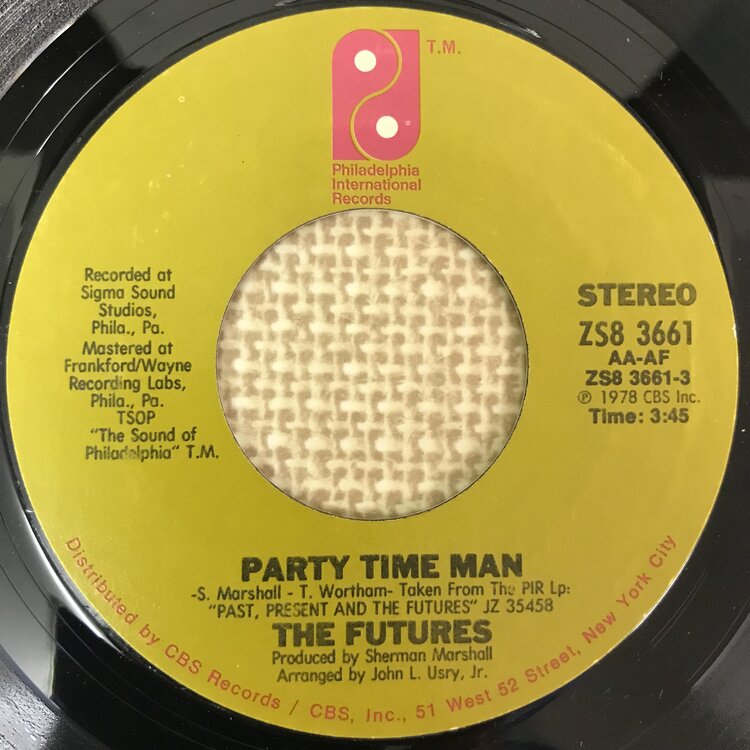 T.M.
Philadelphia
International
Records
Recorded at
Sigma Sound
Studios,
Phila., Pa.
Mastered at
Frankford/Wayne
Recording Labs,
Phila., Pa.
TSOP
"The Sound of
Philadelphia" T.M.
STEREO
ZS8 3661
AA-AF
ZS8 3661-3
℗ 1978 CBS Inc.
Time: 3:45
PARTY TIME MAN
-S. Marshall - T. Wortham- Taken From The PIR Lp:
"PAST, PRESENT AND THE FUTURES" JZ 35458
THE FUTURES
Produced by Sherman Marshall
Arranged by John L. Usry, Jr.
Distributed by CBS Records / CBS, Inc., 51 West 52 Street, New York City